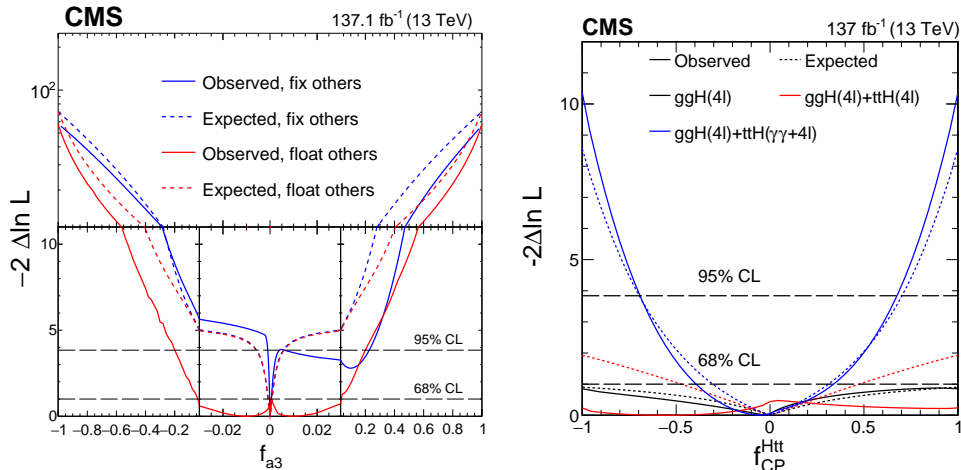 CMS 137.1 fb⁻¹ (13 TeV)
10²
Observed, fix others
Expected, fix others
Observed, float others
Expected, float others
−2 Δln L
10
5
0
95% CL
68% CL
−1 −0.8 −0.6 −0.4 −0.2 −0.02 0 0.02 0.2 0.4 0.6 0.8 1
f_a3
CMS 137 fb⁻¹ (13 TeV)
Observed Expected
ggH(4l) ggH(4l)+ttH(4l)
ggH(4l)+ttH(γγ+4l)
-2Δln L
10
5
0
95% CL
68% CL
−1 −0.5 0 0.5 1
f_CP^Htt